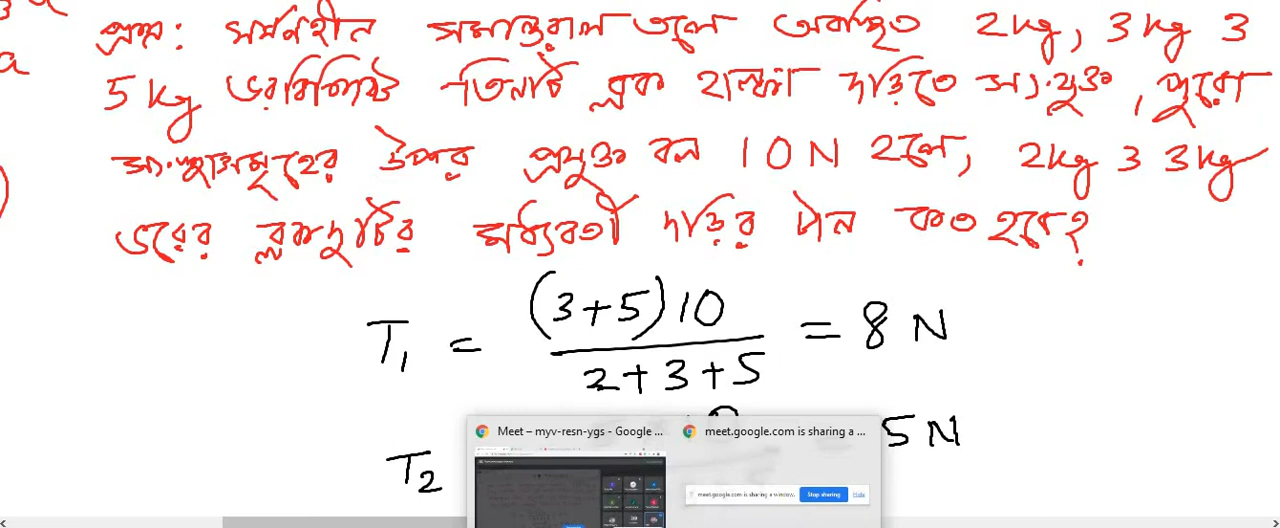 প্রশ্ন: ঘর্ষণহীন সমান্তরাল তলে অবস্থিত 2kg, 3kg ও
a
5kg ভরবিশিষ্ট তিনটি ব্লক হাল্কা দড়িতে সংযুক্ত, পুরো
সংস্থাসমূহের উপর প্রযুক্ত বল 10N হলে, 2kg ও 3kg
ভরের ব্লকদুটির মধ্যবর্তী দড়ির টান কত হবে?
T₁ = (3+5)10 / 2+3+5 = 8 N
T₂ 5 N
Meet – myv-resn-ygs - Google ...
meet.google.com is sharing a ...
meet.google.com is sharing a window.
Stop sharing
Hide